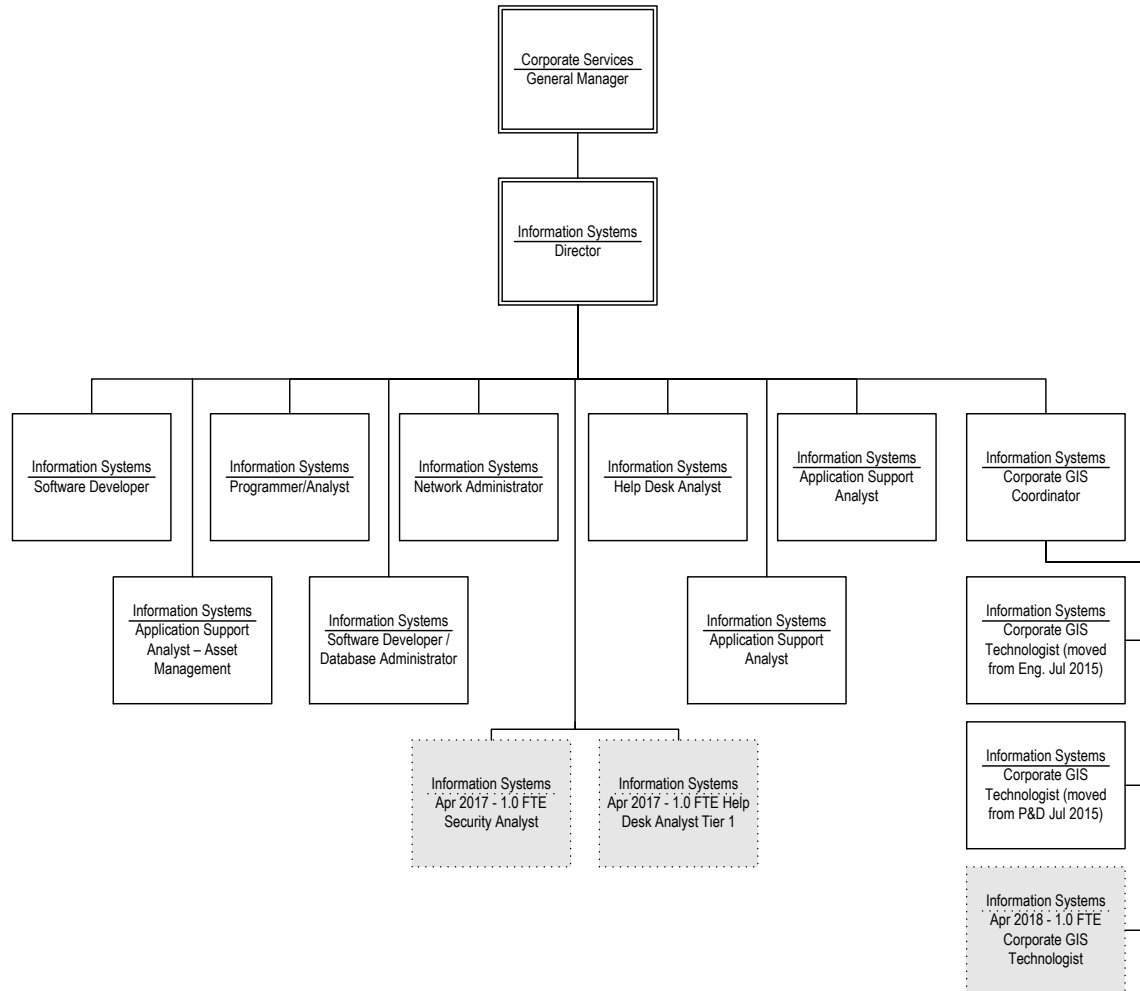 Corporate Services
General Manager
Information Systems
Director
Information Systems
Software Developer
Information Systems
Programmer/Analyst
Information Systems
Network Administrator
Information Systems
Help Desk Analyst
Information Systems
Application Support
Analyst
Information Systems
Corporate GIS
Coordinator
Information Systems
Application Support
Analyst – Asset
Management
Information Systems
Software Developer /
Database Administrator
Information Systems
Application Support
Analyst
Information Systems
Corporate GIS
Technologist (moved
from Eng. Jul 2015)
Information Systems
Apr 2017 - 1.0 FTE
Security Analyst
Information Systems
Apr 2017 - 1.0 FTE Help
Desk Analyst Tier 1
Information Systems
Corporate GIS
Technologist (moved
from P&D Jul 2015)
Information Systems
Apr 2018 - 1.0 FTE
Corporate GIS
Technologist